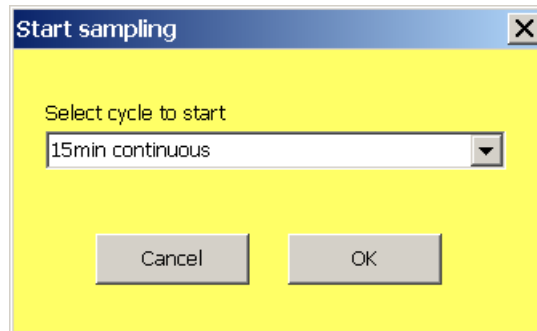 Start sampling
Select cycle to start
15min continuous
Cancel OK